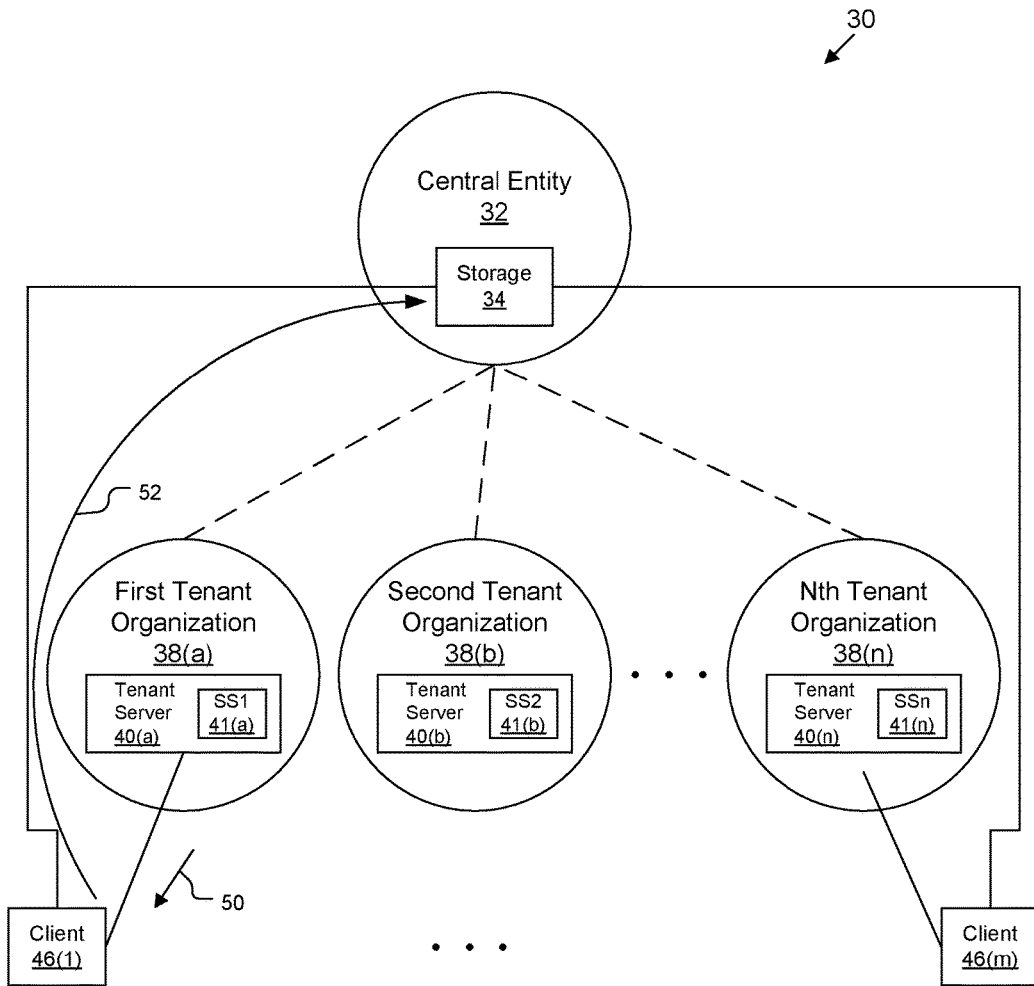 30
Central Entity
32
Storage
34
52
First Tenant
Organization
38(a)
Tenant
Server
40(a)
SS1
41(a)
Second Tenant
Organization
38(b)
Tenant
Server
40(b)
SS2
41(b)
Nth Tenant
Organization
38(n)
Tenant
Server
40(n)
SSn
41(n)
50
Client
46(1)
Client
46(m)